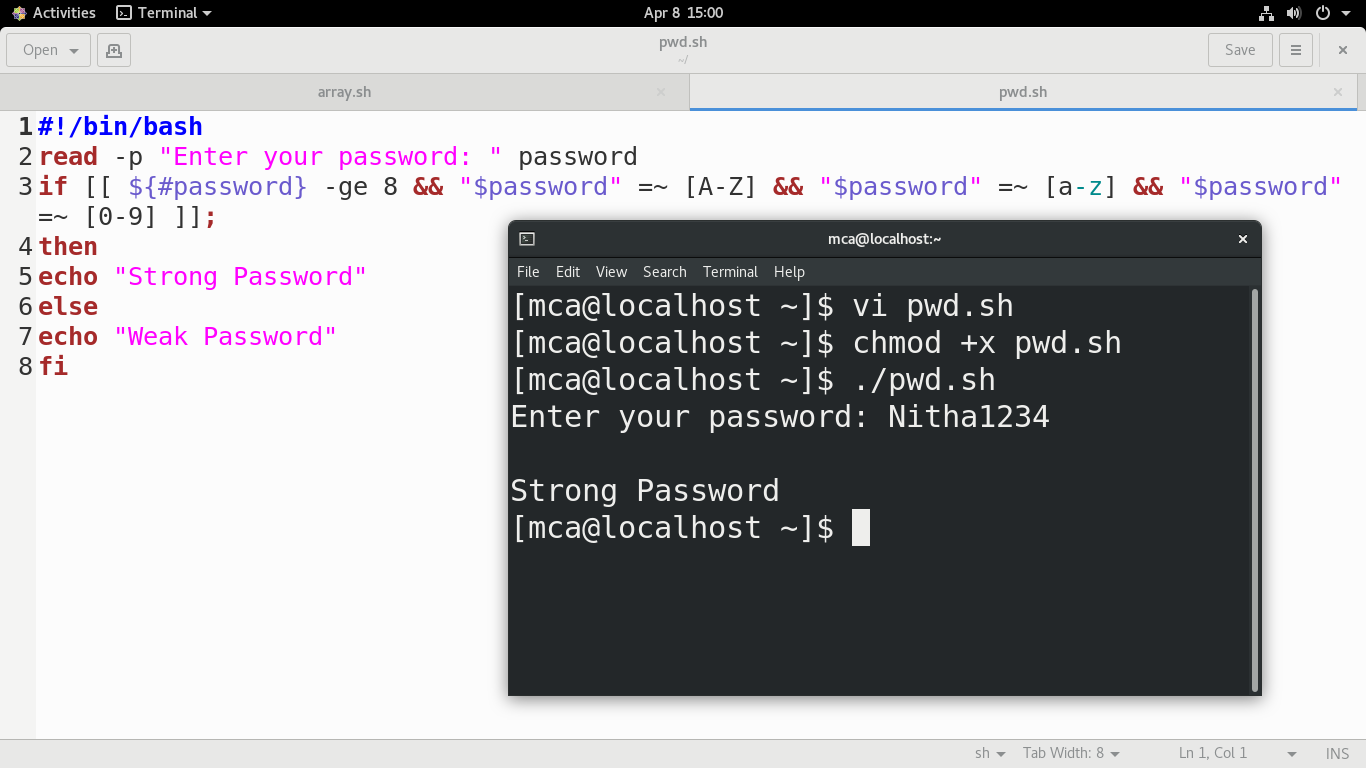 Activities Terminal Apr 8 15:00
Open pwd.sh Save
~/
array.sh pwd.sh
1 #!/bin/bash
2 read -p "Enter your password: " password
3 if [[ ${#password} -ge 8 && "$password" =~ [A-Z] && "$password" =~ [a-z] && "$password"
=~ [0-9] ]];
4 then
5 echo "Strong Password"
6 else
7 echo "Weak Password"
8 fi
mca@localhost:~
File Edit View Search Terminal Help
[mca@localhost ~]$ vi pwd.sh
[mca@localhost ~]$ chmod +x pwd.sh
[mca@localhost ~]$ ./pwd.sh
Enter your password: Nitha1234
Strong Password
[mca@localhost ~]$
sh Tab Width: 8 Ln 1, Col 1 INS